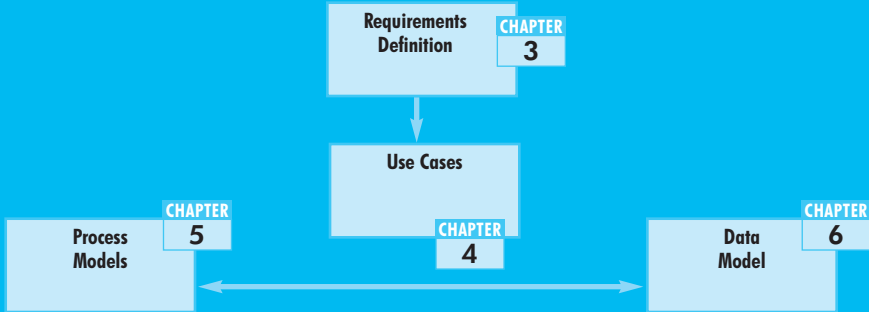 Requirements
Definition
CHAPTER
3
Use Cases
CHAPTER
4
Process
Models
CHAPTER
5
Data
Model
CHAPTER
6